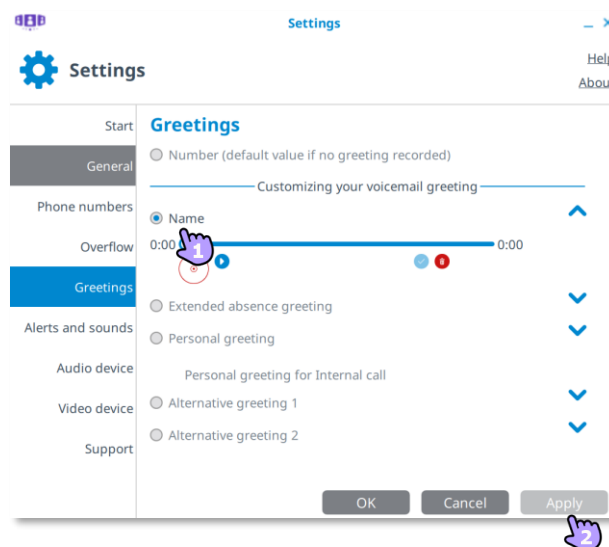 Settings
Settings
Help
About
Start
General
Phone numbers
Overflow
Greetings
Alerts and sounds
Audio device
Video device
Support
Greetings
Number (default value if no greeting recorded)
Customizing your voicemail greeting
Name
0:00 0:00
1
Extended absence greeting
Personal greeting
Personal greeting for Internal call
Alternative greeting 1
Alternative greeting 2
OK Cancel Apply
2